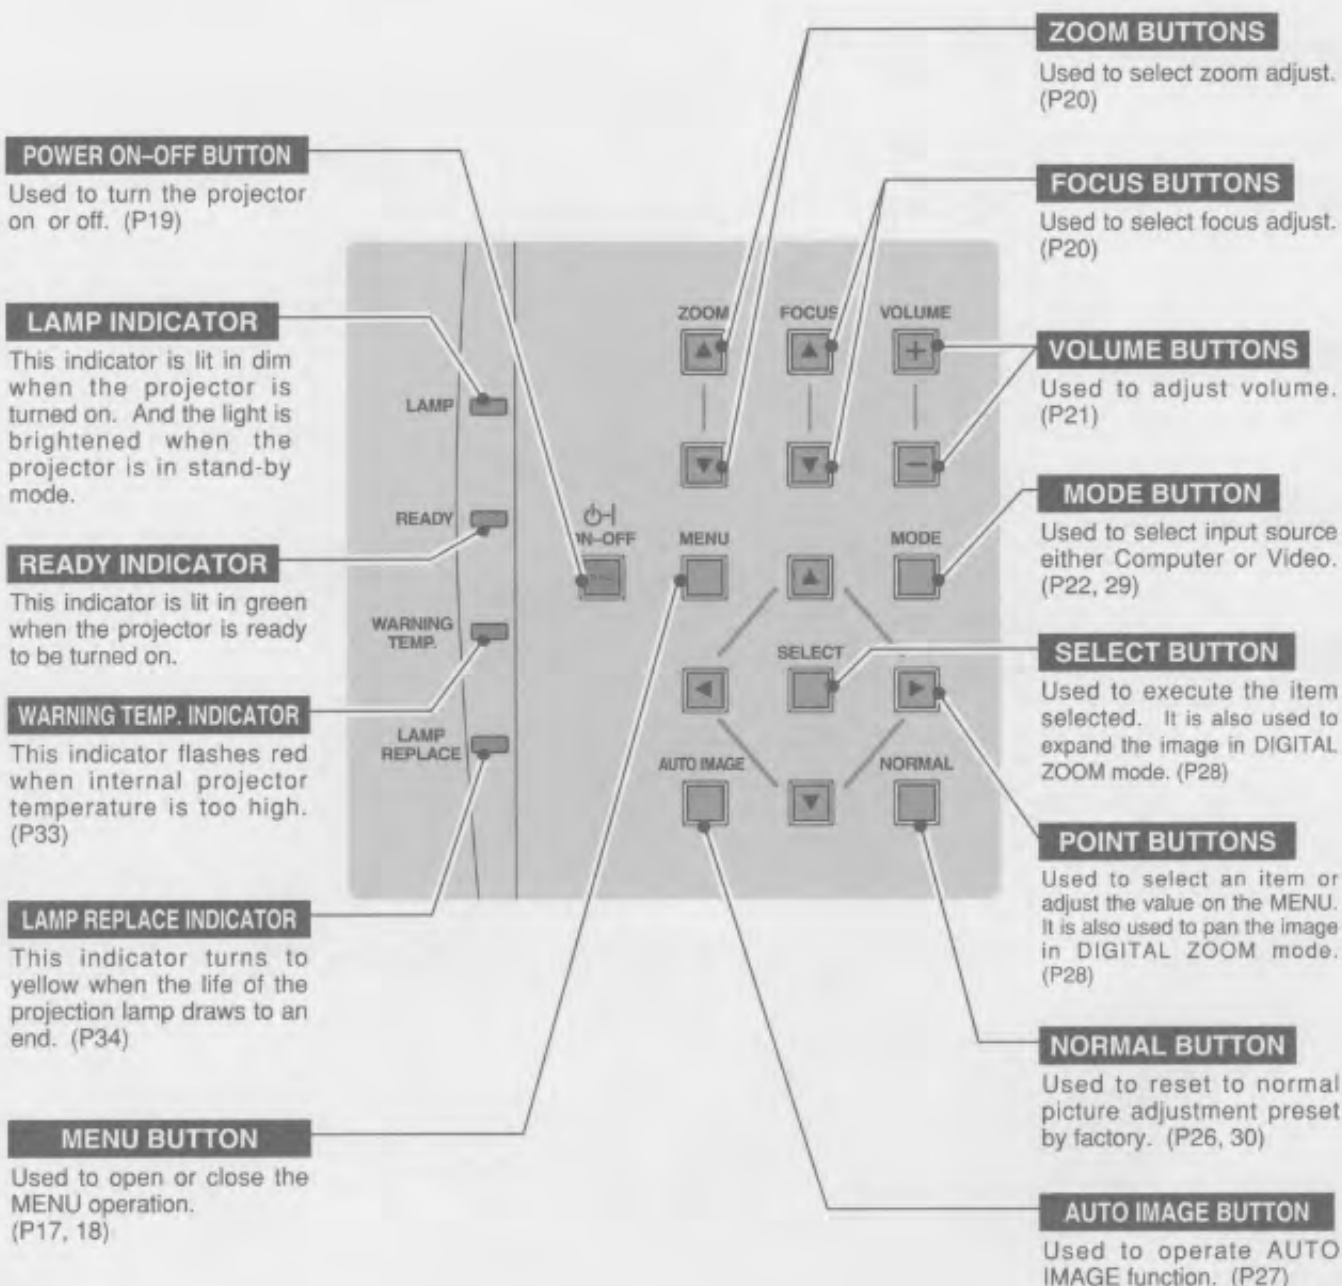 POWER ON–OFF BUTTON
Used to turn the projector
on or off. (P19)
LAMP INDICATOR
This indicator is lit in dim
when the projector is
turned on. And the light is
brightened when the
projector is in stand-by
mode.
READY INDICATOR
This indicator is lit in green
when the projector is ready
to be turned on.
WARNING TEMP. INDICATOR
This indicator flashes red
when internal projector
temperature is too high.
(P33)
LAMP REPLACE INDICATOR
This indicator turns to
yellow when the life of the
projection lamp draws to an
end. (P34)
MENU BUTTON
Used to open or close the
MENU operation.
(P17, 18)
LAMP
READY
WARNING
TEMP.
LAMP
REPLACE
ZOOM
FOCUS
VOLUME
ON–OFF
MENU
MODE
SELECT
AUTO IMAGE
NORMAL
ZOOM BUTTONS
Used to select zoom adjust.
(P20)
FOCUS BUTTONS
Used to select focus adjust.
(P20)
VOLUME BUTTONS
Used to adjust volume.
(P21)
MODE BUTTON
Used to select input source
either Computer or Video.
(P22, 29)
SELECT BUTTON
Used to execute the item
selected. It is also used to
expand the image in DIGITAL
ZOOM mode. (P28)
POINT BUTTONS
Used to select an item or
adjust the value on the MENU.
It is also used to pan the image
in DIGITAL ZOOM mode.
(P28)
NORMAL BUTTON
Used to reset to normal
picture adjustment preset
by factory. (P26, 30)
AUTO IMAGE BUTTON
Used to operate AUTO
IMAGE function. (P27)